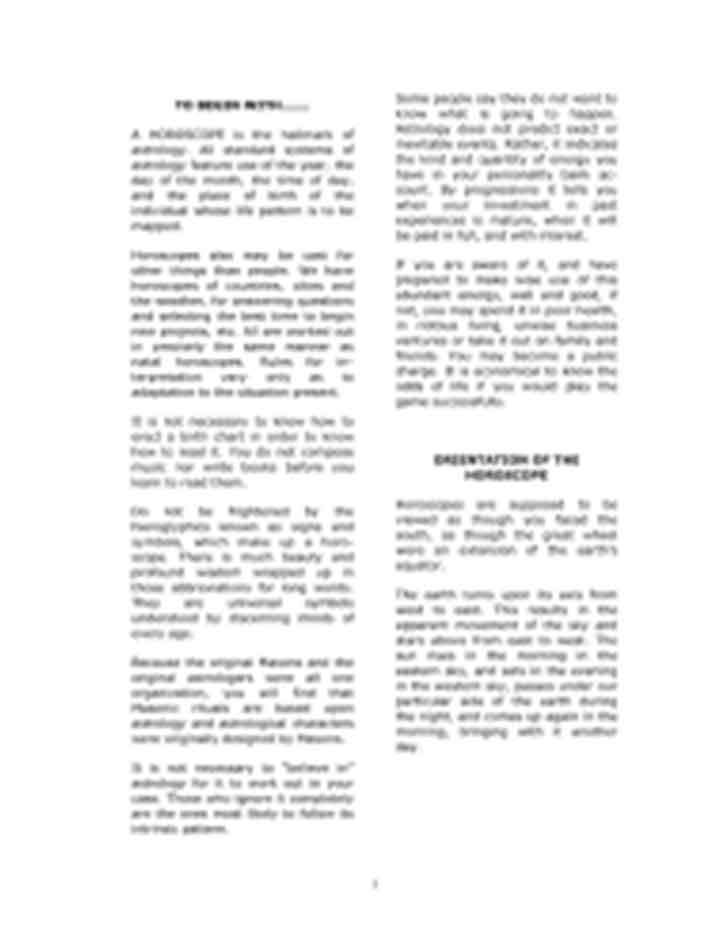 TO BEGIN WITH......
A HOROSCOPE is the hallmark of
astrology. All standard systems of
astrology feature use of the year, the
day of the month, the time of day,
and the place of birth of the
individual whose life pattern is to be
mapped.
Horoscopes also may be used for
other things than people. We have
horoscopes of countries, cities and
the weather, for answering questions
and selecting the best time to begin
new projects, etc. All are worked out
in precisely the same manner as
natal horoscopes. Rules for in-
terpretation vary only as to
adaptation to the situation present.
It is not necessary to know how to
erect a birth chart in order to know
how to read it. You do not compose
music nor write books before you
learn to read them.
Do not be frightened by the
hieroglyphics known as signs and
symbols, which make up a horo-
scope. There is much beauty and
profound wisdom wrapped up in
those abbreviations for long words.
They are universal symbols
understood by discerning minds of
every age.
Because the original Masons and the
original astrologers were all one
organization, you will find that
Masonic rituals are based upon
astrology and astrological characters
were originally designed by Masons.
It is not necessary to "believe in"
astrology for it to work out in your
case. Those who ignore it completely
are the ones most likely to follow its
intrinsic pattern.
Some people say they do not want to
know what is going to happen.
Astrology does not predict exact or
inevitable events. Rather, it indicates
the kind and quantity of energy you
have in your personality bank ac-
count. By progressions it tells you
when your investment in past
experiences is mature, when it will
be paid in full, and with interest.
If you are aware of it, and have
prepared to make wise use of this
abundant energy, well and good, if
not, you may spend it in poor health,
in riotous living, unwise business
ventures or take it out on family and
friends. You may become a public
charge. It is economical to know the
odds of life if you would play the
game successfully.
ORIENTATION OF THE
HOROSCOPE
Horoscopes are supposed to be
viewed as though you faced the
south, as though the great wheel
were an extension of the earth's
equator.
The earth turns upon its axis from
west to east. This results in the
apparent movement of the sky and
stars above from east to west. The
sun rises in the morning in the
eastern sky, and sets in the evening
in the western sky, passes under our
particular side of the earth during
the night, and comes up again in the
morning, bringing with it another
day.